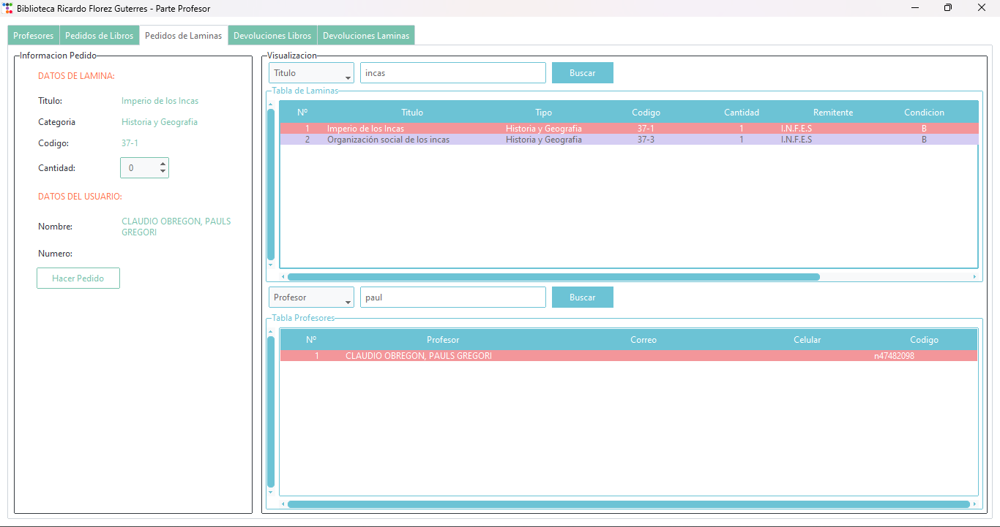 Biblioteca Ricardo Florez Guterres - Parte Profesor
Profesores Pedidos de Libros Pedidos de Laminas Devoluciones Libros Devoluciones Laminas
Informacion Pedido
DATOS DE LAMINA:
Titulo: Imperio de los Incas
Categoria Historia y Geografia
Codigo: 37-1
Cantidad: 0
DATOS DEL USUARIO:
Nombre: CLAUDIO OBREGON, PAULS
GREGORI
Numero:
Hacer Pedido
Visualizacion
Titulo incas Buscar
Tabla de Laminas
Nº Titulo Tipo Codigo Cantidad Remitente Condicion
1 Imperio de los Incas Historia y Geografia 37-1 1 I.N.F.E.S B
2 Organización social de los incas Historia y Geografia 37-3 1 I.N.F.E.S B
Profesor paul Buscar
Tabla Profesores
Nº Profesor Correo Celular Codigo
1 CLAUDIO OBREGON, PAULS GREGORI n47482098